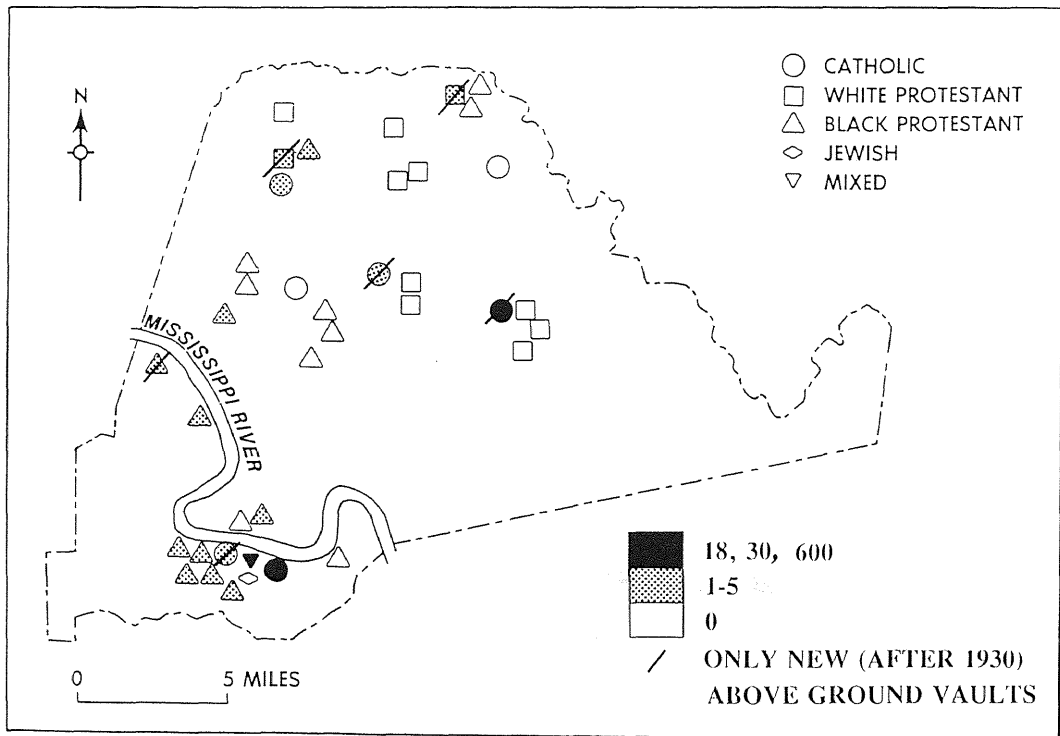 N
CATHOLIC
WHITE PROTESTANT
BLACK PROTESTANT
JEWISH
MIXED
MISSISSIPPI RIVER
18, 30, 600
1-5
0
ONLY NEW (AFTER 1930)
ABOVE GROUND VAULTS
0 5 MILES